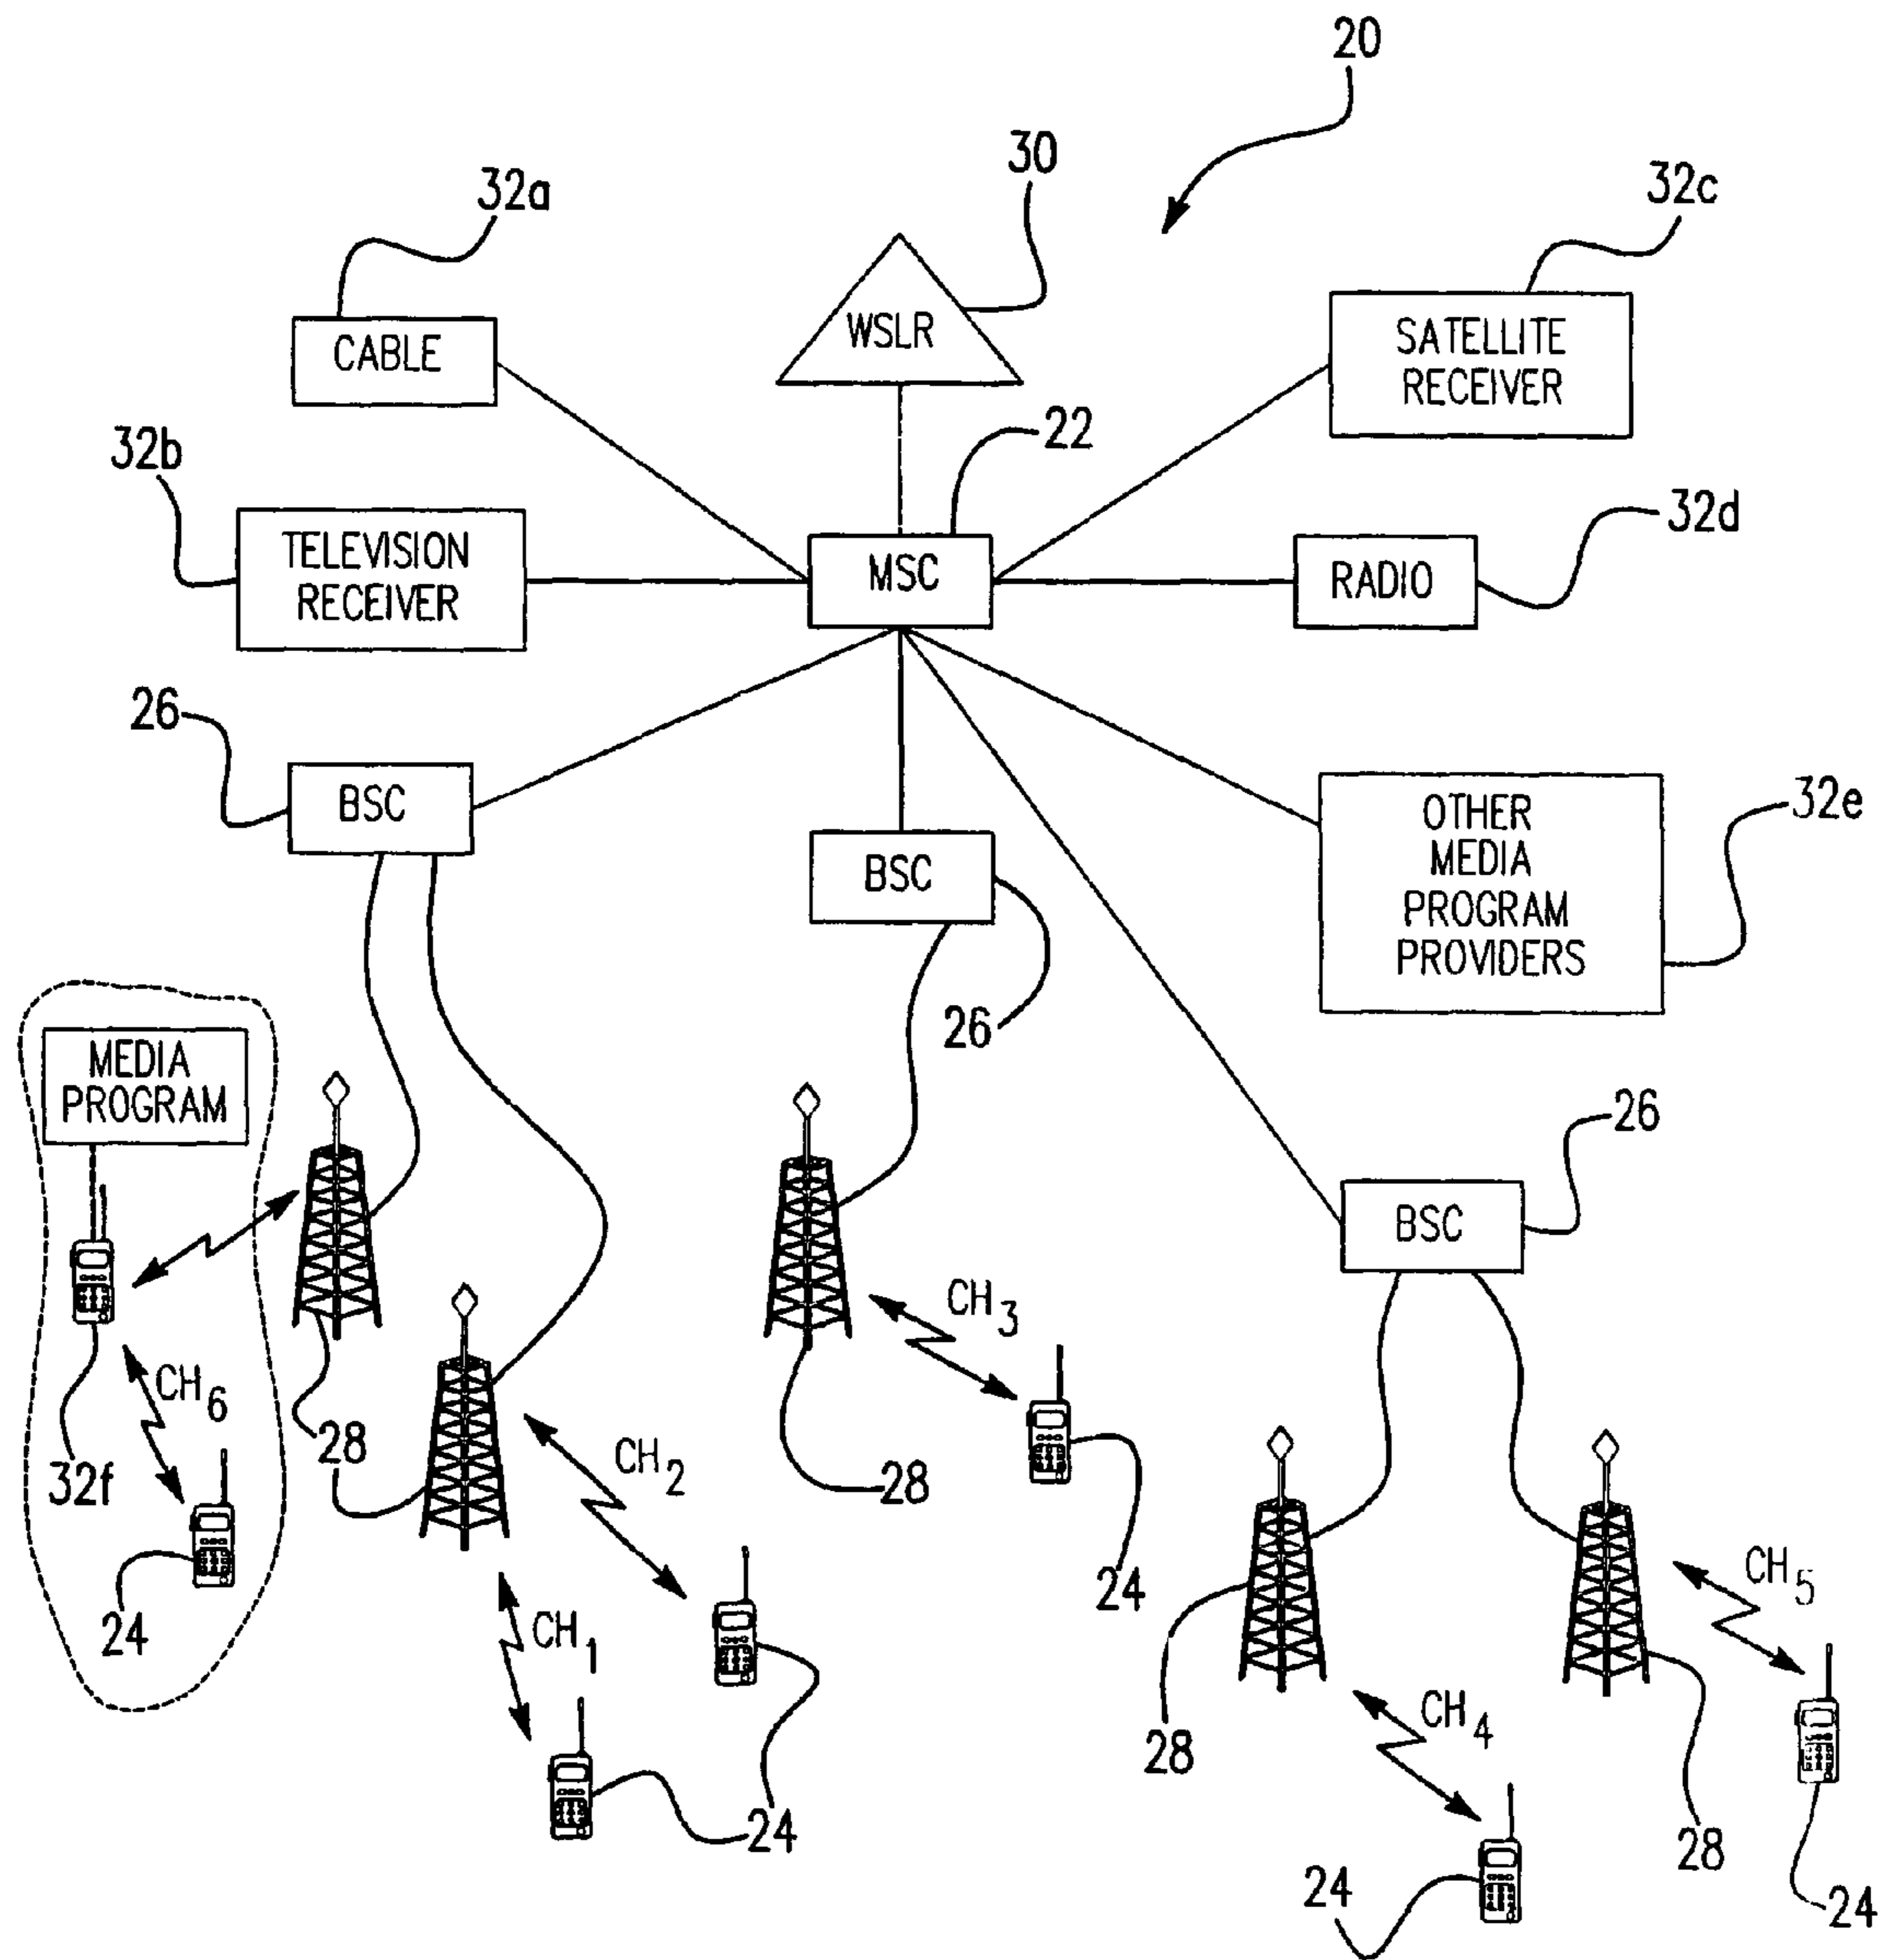 20
30
32a
32c
WSLR
CABLE
SATELLITE
RECEIVER
22
32b
32d
TELEVISION
RECEIVER
MSC
RADIO
26
BSC
OTHER
MEDIA
PROGRAM
PROVIDERS
32e
BSC
26
MEDIA
PROGRAM
26
BSC
CH3
CH6
28
CH2
32f
28
24
24
CH1
CH5
24
CH4
28
24
28
24
24